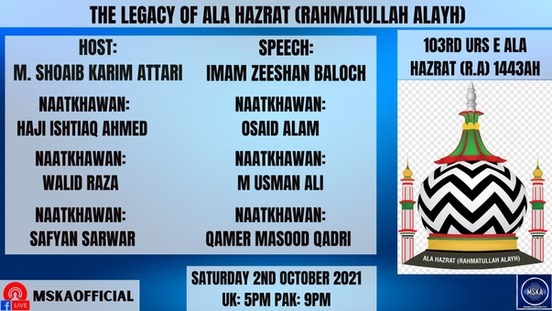 THE LEGACY OF ALA HAZRAT (RAHMATULLAH ALAYH)
HOST:
M. SHOAIB KARIM ATTARI
SPEECH:
IMAM ZEESHAN BALOCH
NAATKHAWAN:
HAJI ISHTIAQ AHMED
NAATKHAWAN:
OSAID ALAM
NAATKHAWAN:
WALID RAZA
NAATKHAWAN:
M USMAN ALI
NAATKHAWAN:
SAFYAN SARWAR
NAATKHAWAN:
QAMER MASOOD QADRI
103RD URS E ALA
HAZRAT (R.A) 1443AH
ALA HAZRAT (RAHMATULLAH ALAYH)
LIVE
MSKAOFFICIAL
SATURDAY 2ND OCTOBER 2021
UK: 5PM PAK: 9PM
MSKA